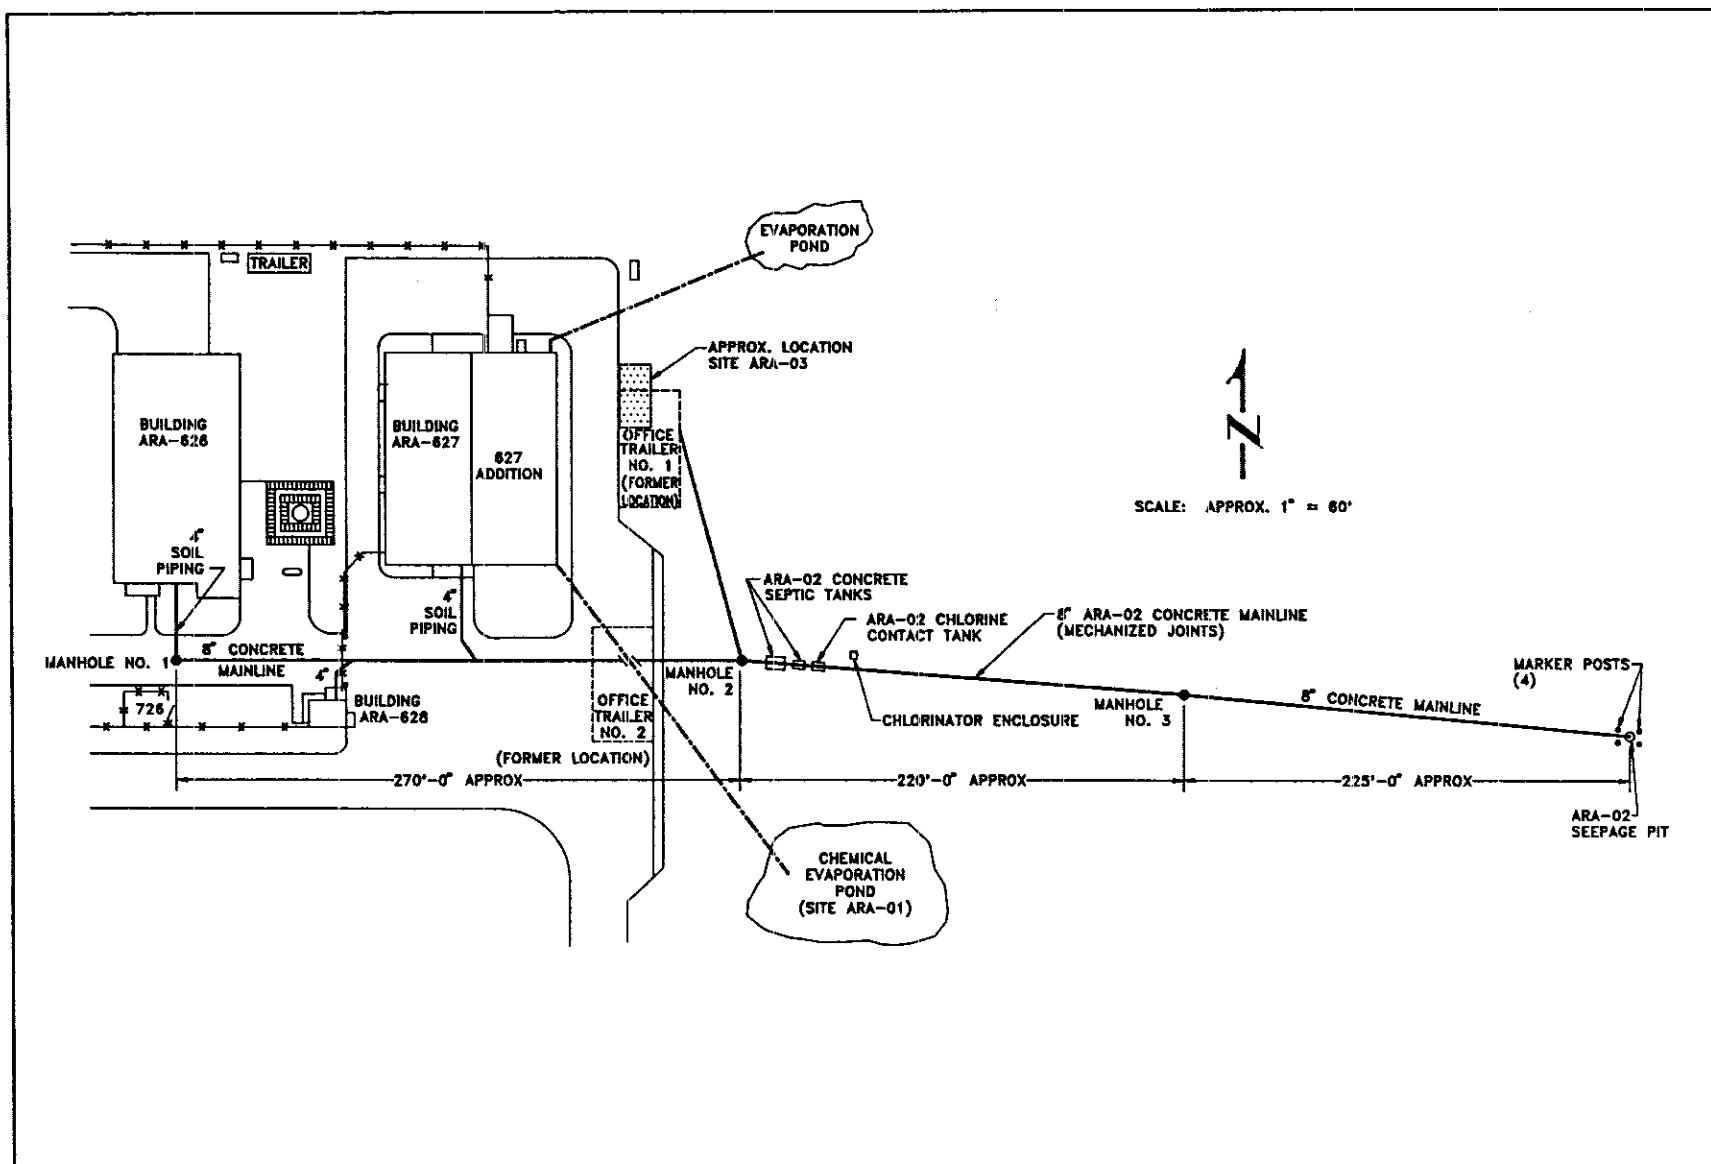 EVAPORATION
POND
TRAILER
APPROX. LOCATION
SITE ARA-03
BUILDING
ARA-626
BUILDING
ARA-627
627
ADDITION
OFFICE
TRAILER
NO. 1
(FORMER
LOCATION)
N
SCALE: APPROX. 1" = 60'
4"
SOIL
PIPING
4"
SOIL
PIPING
ARA-02 CONCRETE
SEPTIC TANKS
ARA-02 CHLORINE
CONTACT TANK
8" ARA-02 CONCRETE MAINLINE
(MECHANIZED JOINTS)
MANHOLE NO. 1
8" CONCRETE
MAINLINE
4"
MANHOLE
NO. 2
MARKER POSTS
(4)
726
BUILDING
ARA-628
OFFICE
TRAILER
NO. 2
(FORMER LOCATION)
CHLORINATOR ENCLOSURE
MANHOLE
NO. 3
8" CONCRETE MAINLINE
270'-0" APPROX
220'-0" APPROX
225'-0" APPROX
ARA-02
SEEPAGE PIT
CHEMICAL
EVAPORATION
POND
(SITE ARA-01)